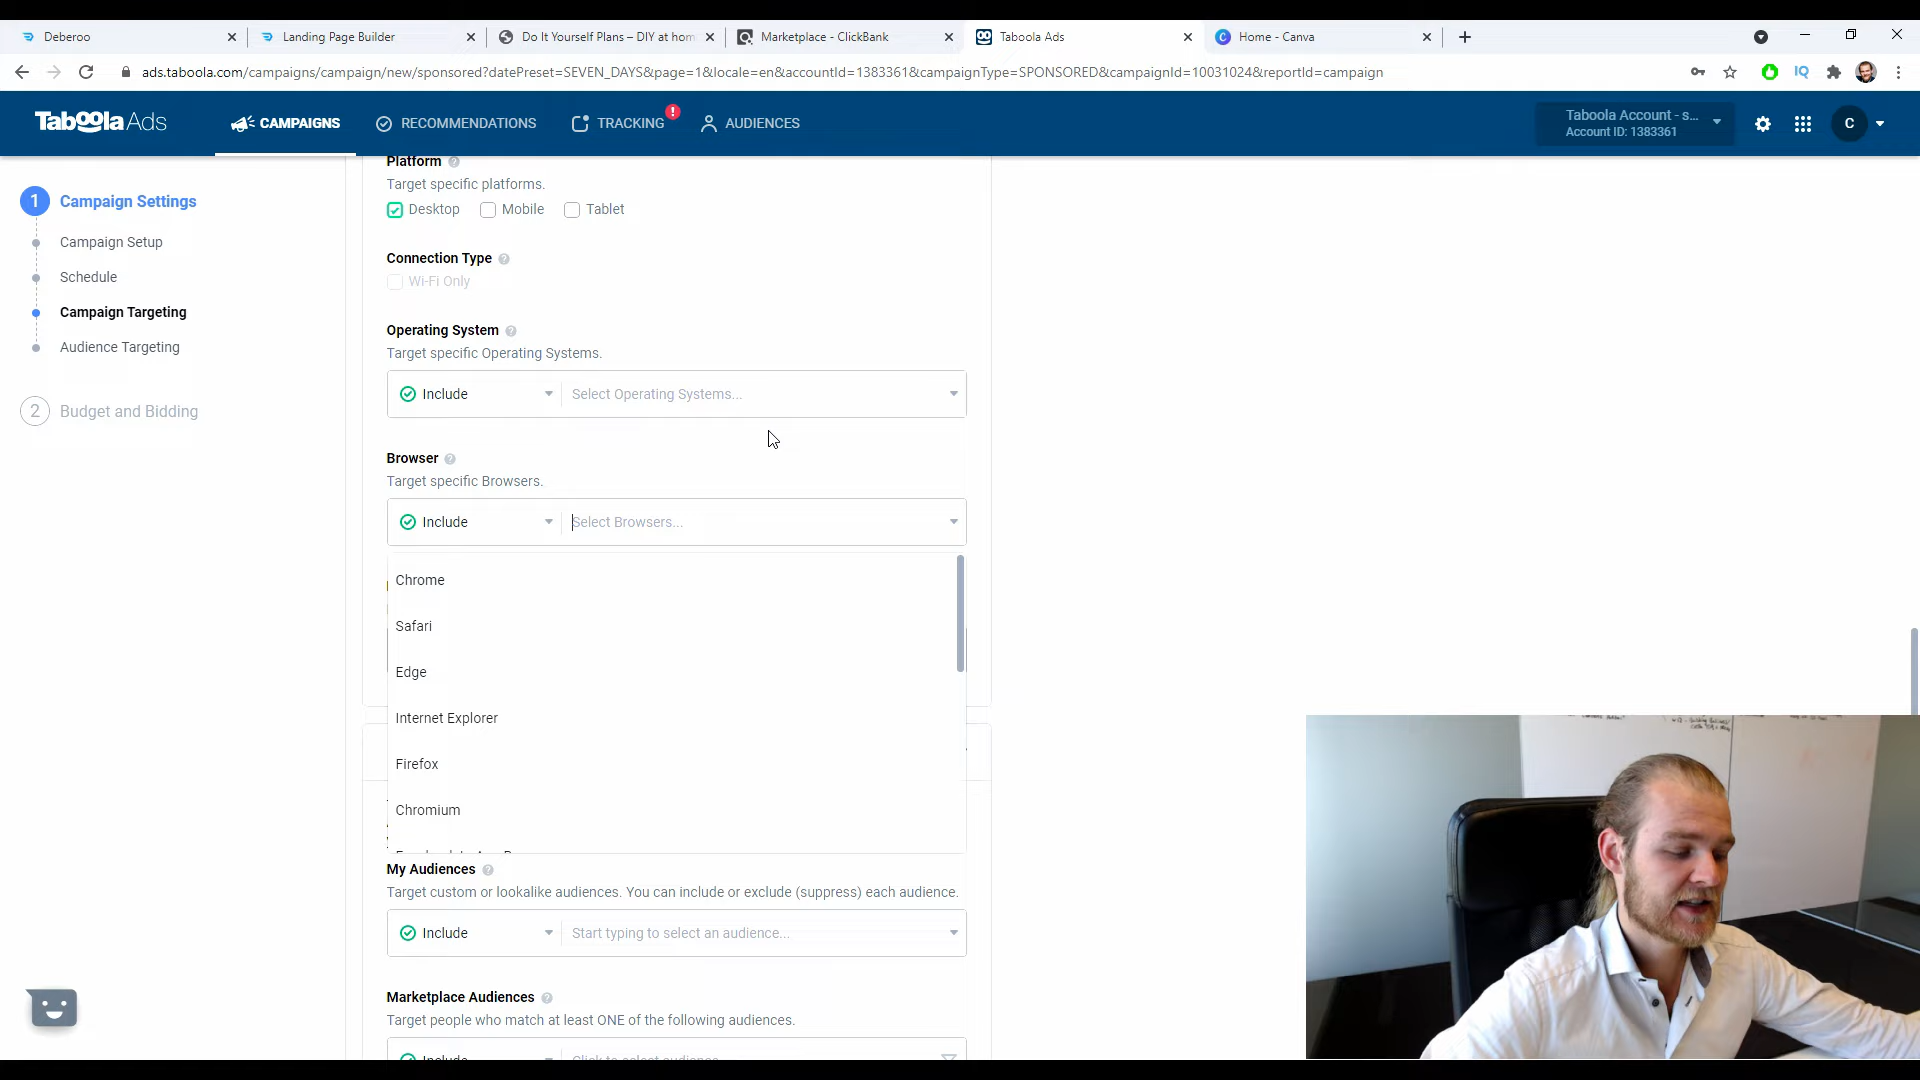 Deberoo
Landing Page Builder
Do It Yourself Plans – DIY at hom
Marketplace - ClickBank
Taboola Ads
Home - Canva
ads.taboola.com/campaigns/campaign/new/sponsored?datePreset=SEVEN_DAYS&page=1&locale=en&accountId=1383361&campaignType=SPONSORED&campaignId=10031024&reportId=campaign
IQ
Taboola Ads
CAMPAIGNS
RECOMMENDATIONS
TRACKING
!
AUDIENCES
Taboola Account - s...
Account ID: 1383361
C
1 Campaign Settings
Campaign Setup
Schedule
Campaign Targeting
Audience Targeting
2 Budget and Bidding
Platform
Target specific platforms.
Desktop Mobile Tablet
Connection Type
Wi-Fi Only
Operating System
Target specific Operating Systems.
Include Select Operating Systems...
Browser
Target specific Browsers.
Include Select Browsers...
Chrome
Safari
Edge
Internet Explorer
Firefox
Chromium
My Audiences
Target custom or lookalike audiences. You can include or exclude (suppress) each audience.
Include Start typing to select an audience...
Marketplace Audiences
Target people who match at least ONE of the following audiences.
Include Click to select audience